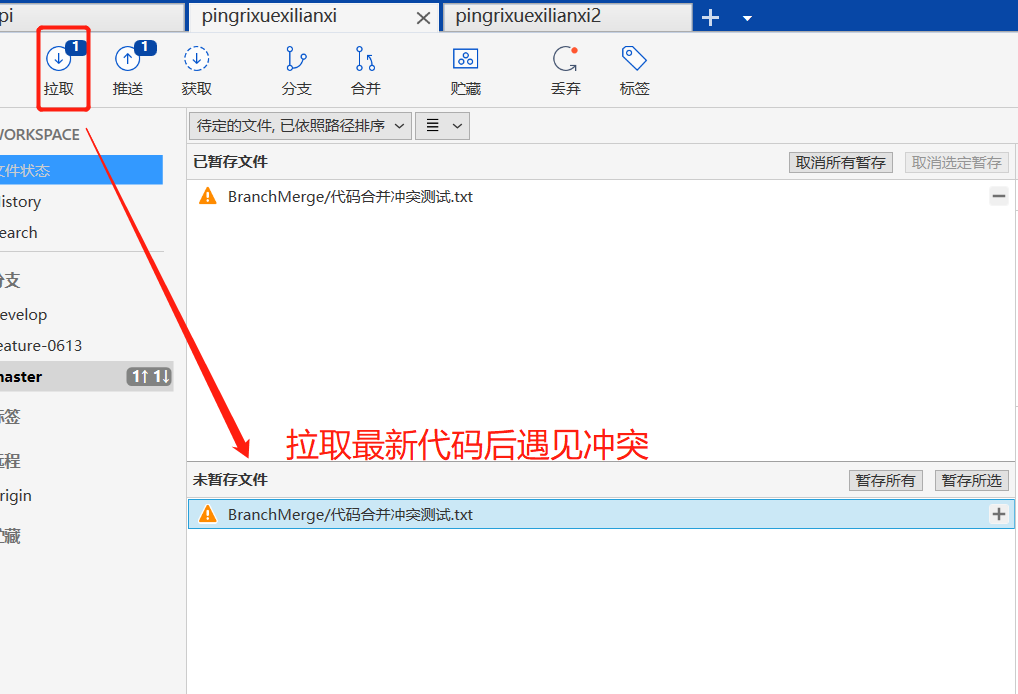 pi
pingrixuexilianxi
pingrixuexilianxi2
1
1
拉取
推送
获取
分支
合并
贮藏
丢弃
标签
WORKSPACE
待定的文件, 已依照路径排序
文件状态
已暂存文件
取消所有暂存
取消选定暂存
istory
BranchMerge/代码合并冲突测试.txt
earch
分支
evelop
eature-0613
master
1↑ 1↓
标签
拉取最新代码后遇见冲突
远程
未暂存文件
暂存所有
暂存所选
rigin
BranchMerge/代码合并冲突测试.txt
贮藏